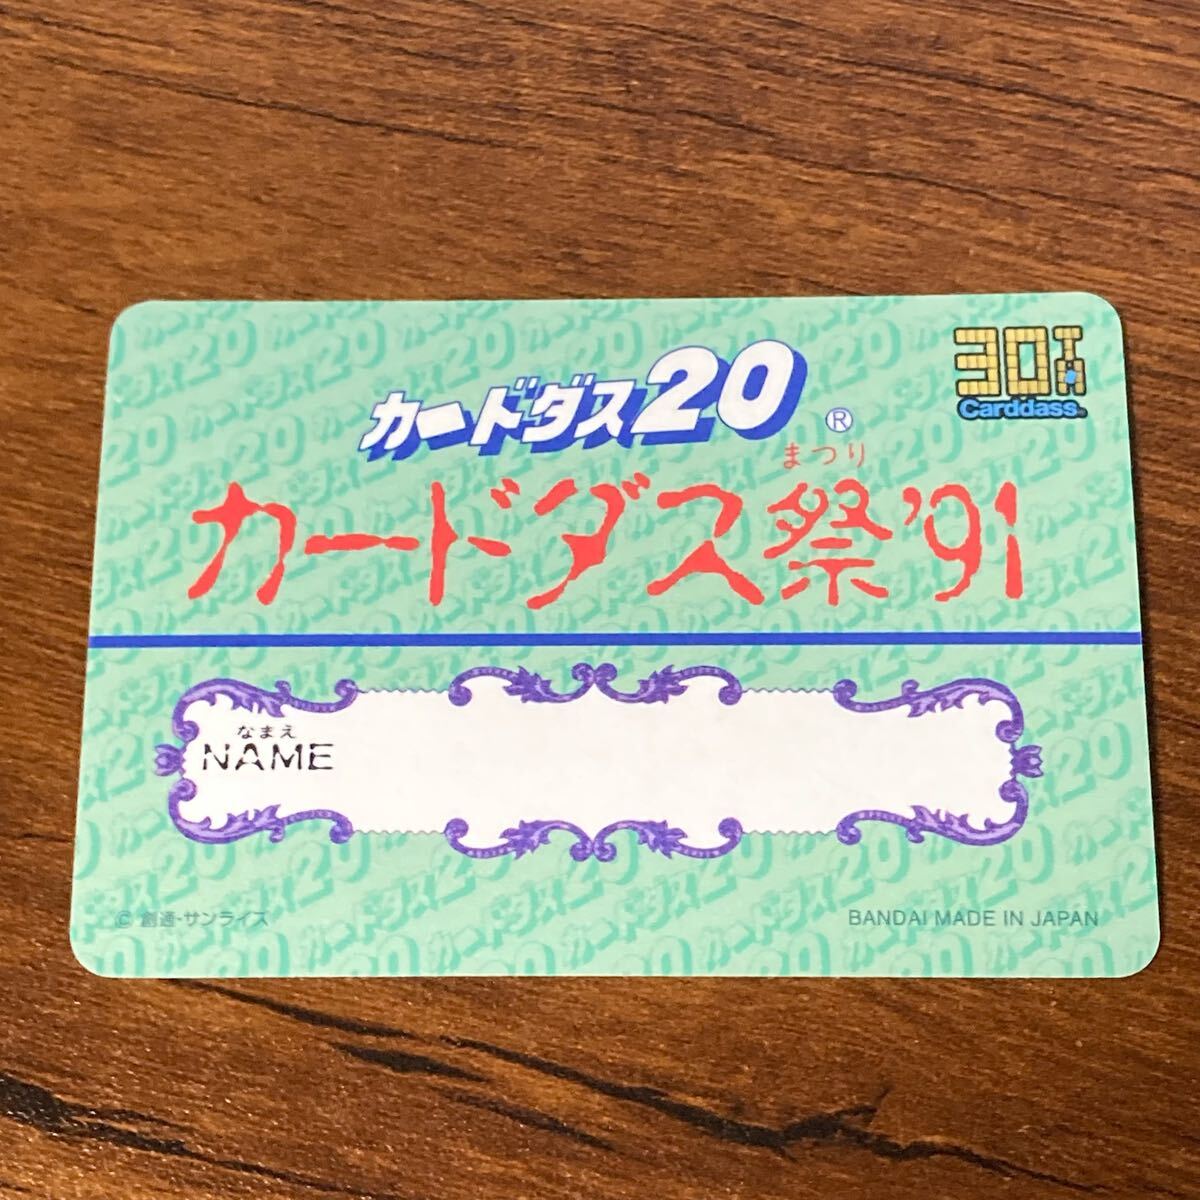 カードダス20®
30TH
Carddass
まつり
カードダス祭'91
なまえ
NAME
© 創通・サンライズ
BANDAI MADE IN JAPAN